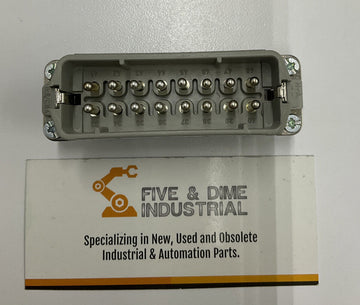 FIVE & DIME
INDUSTRIAL
Specializing in New, Used and Obsolete
Industrial & Automation Parts.